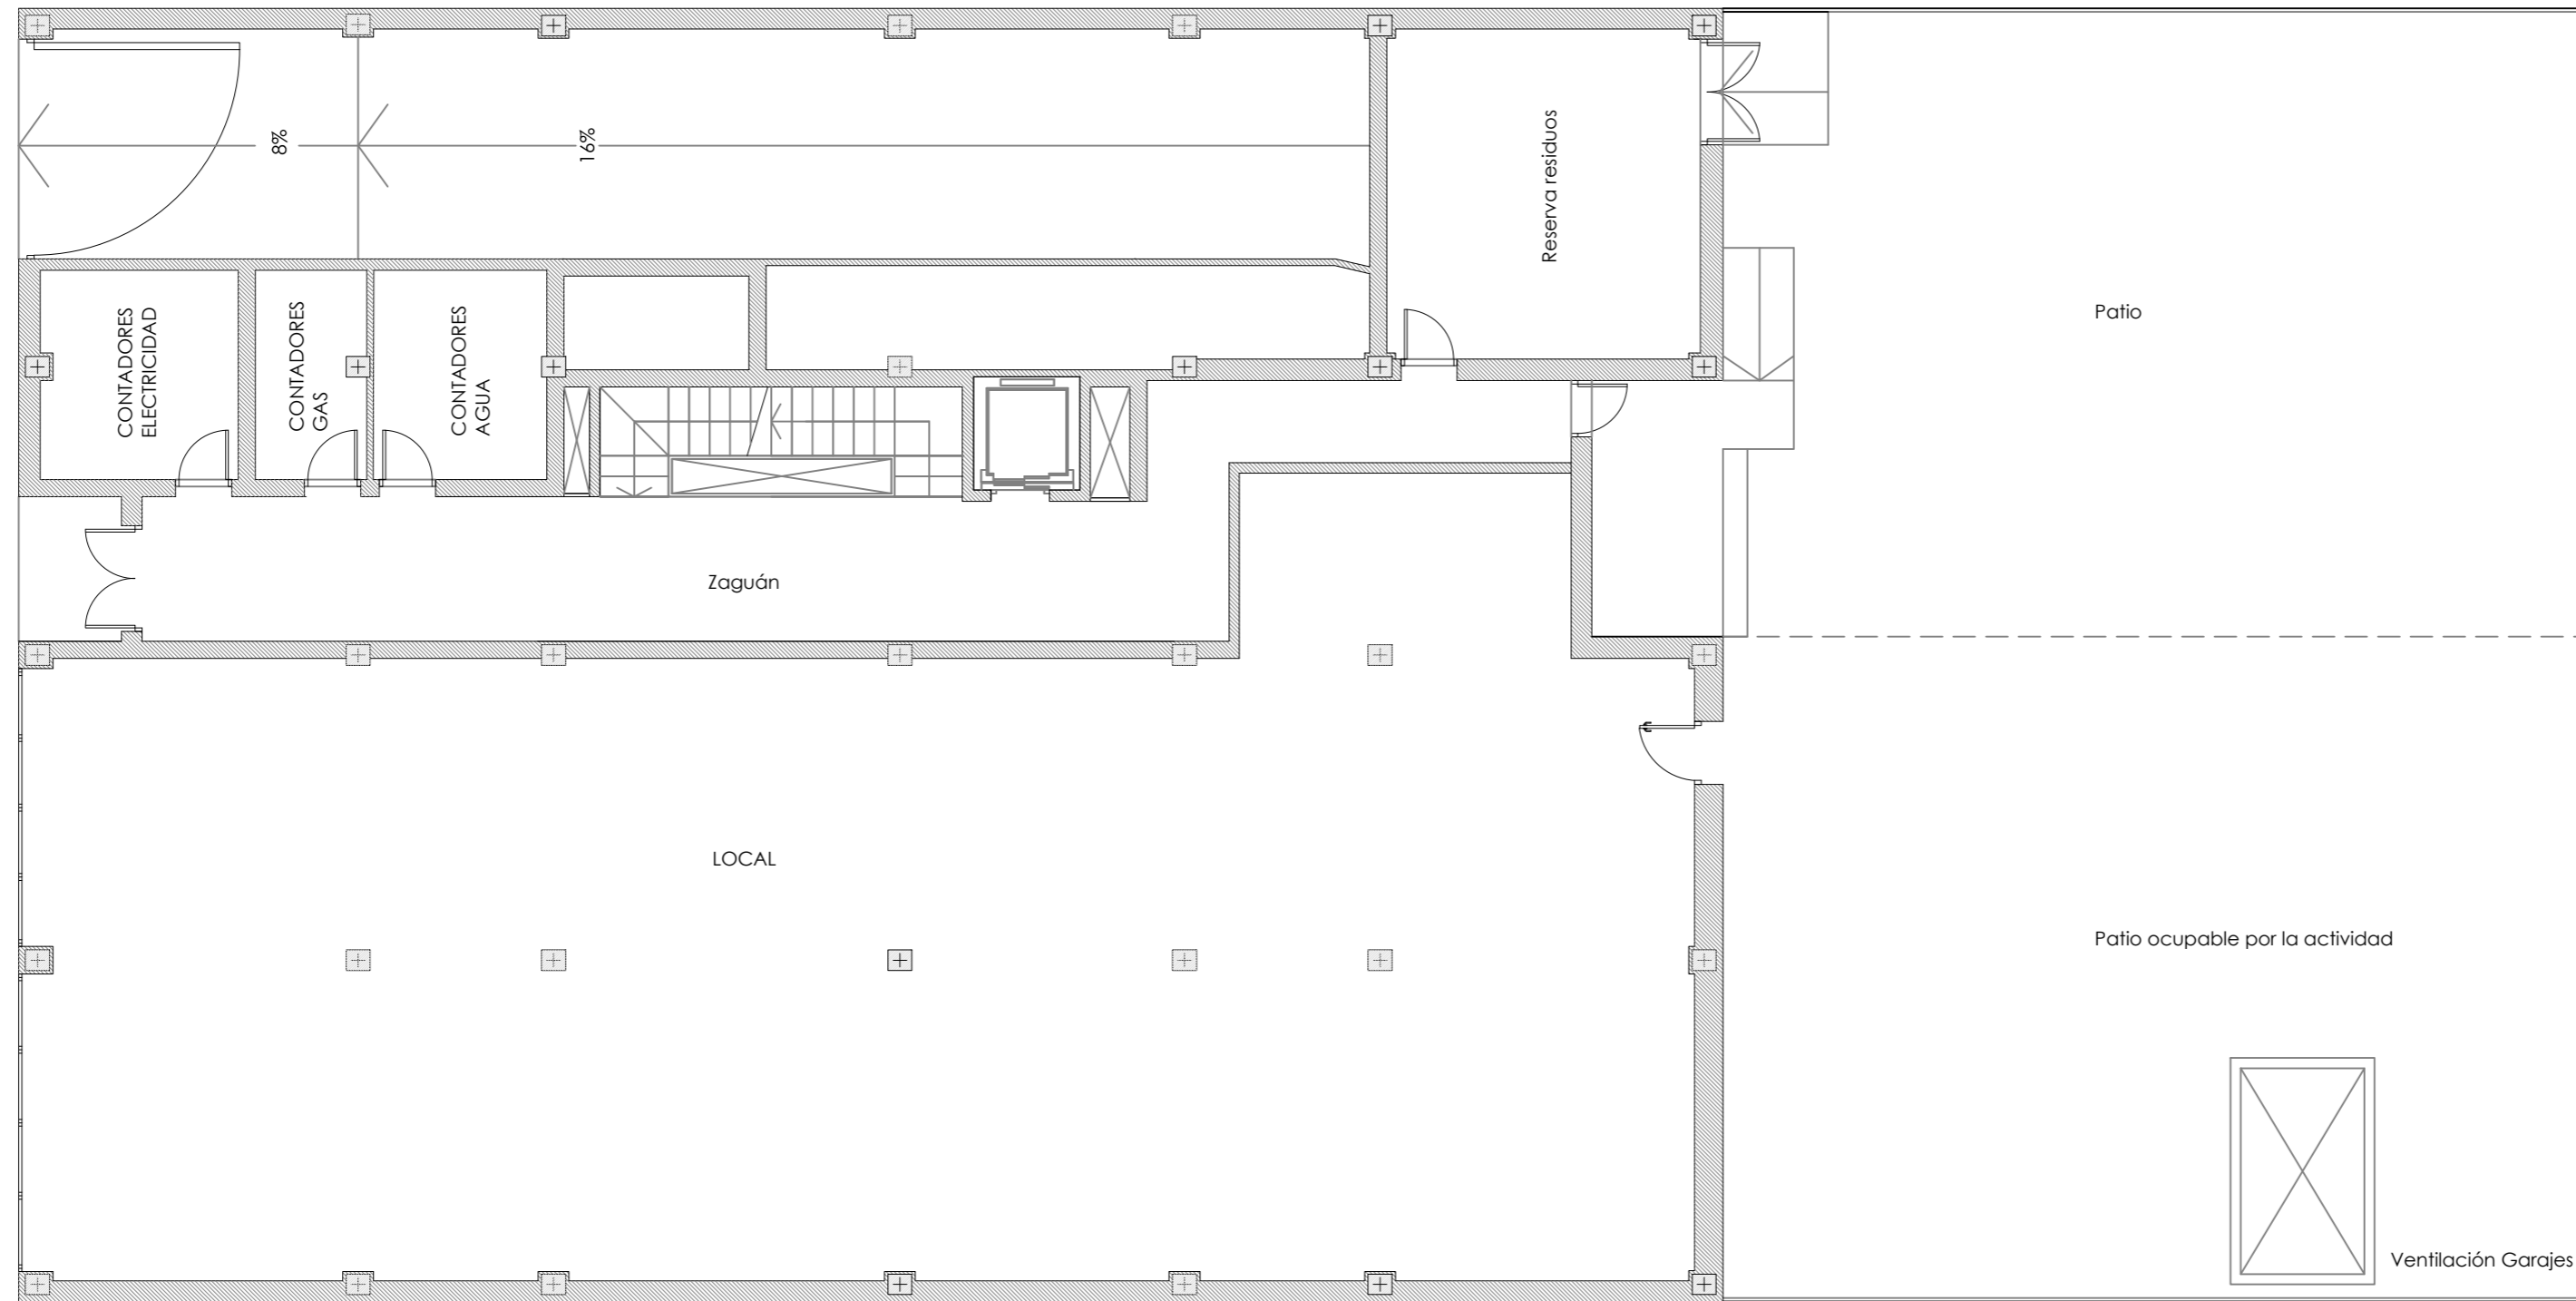 8%
16%
Reserva residuos
CONTADORES
ELECTRICIDAD
CONTADORES
GAS
CONTADORES
AGUA
Patio
Zaguán
LOCAL
Patio ocupable por la actividad
Ventilación Garajes